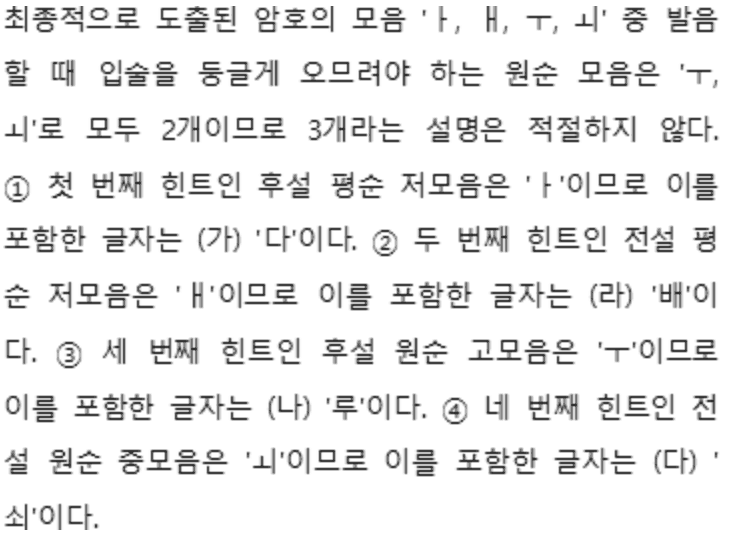 최종적으로 도출된 암호의 모음 'ㅏ, ㅐ, ㅜ, ㅚ' 중 발음
할 때 입술을 둥글게 오므려야 하는 원순 모음은 'ㅜ,
ㅚ'로 모두 2개이므로 3개라는 설명은 적절하지 않다.
① 첫 번째 힌트인 후설 평순 저모음은 'ㅏ'이므로 이를
포함한 글자는 (가) '다'이다. ② 두 번째 힌트인 전설 평
순 저모음은 'ㅐ'이므로 이를 포함한 글자는 (라) '배'이
다. ③ 세 번째 힌트인 후설 원순 고모음은 'ㅜ'이므로
이를 포함한 글자는 (나) '루'이다. ④ 네 번째 힌트인 전
설 원순 중모음은 'ㅚ'이므로 이를 포함한 글자는 (다) '
쇠'이다.